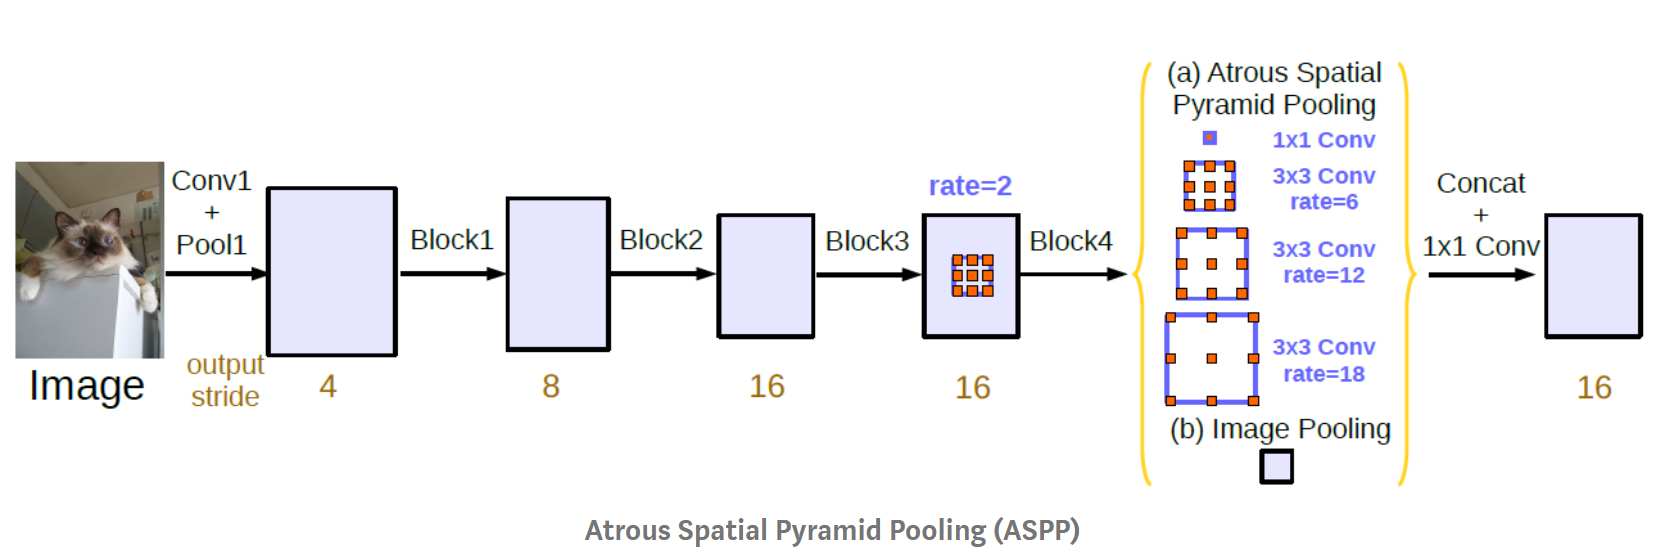 Image
Conv1
+
Pool1
output
stride
4
Block1
8
Block2
16
Block3
rate=2
16
Block4
(a) Atrous Spatial
Pyramid Pooling
1x1 Conv
3x3 Conv
rate=6
3x3 Conv
rate=12
3x3 Conv
rate=18
(b) Image Pooling
Concat
+
1x1 Conv
16
Atrous Spatial Pyramid Pooling (ASPP)